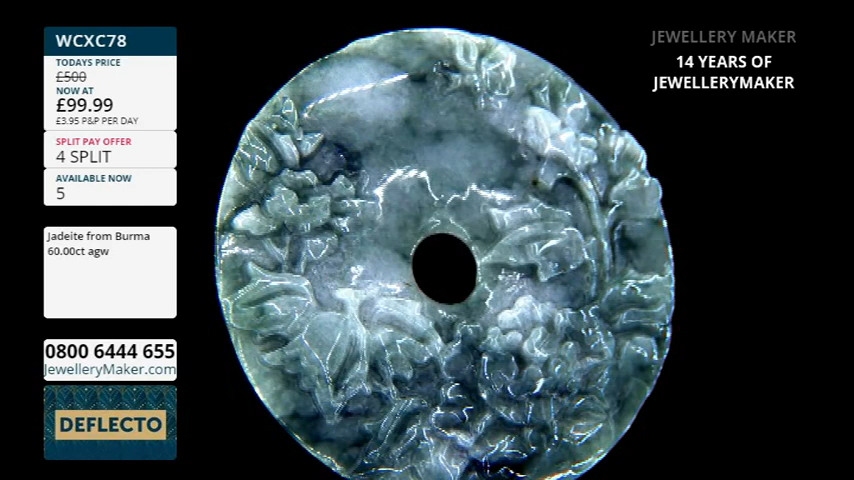 WCXC78
TODAYS PRICE
£500
NOW AT
£99.99
£3.95 P&P PER DAY
SPLIT PAY OFFER
4 SPLIT
AVAILABLE NOW
5
Jadeite from Burma
60.00ct agw
0800 6444 655
JewelleryMaker.com
DEFLECTO
JEWELLERY MAKER
14 YEARS OF
JEWELLERYMAKER